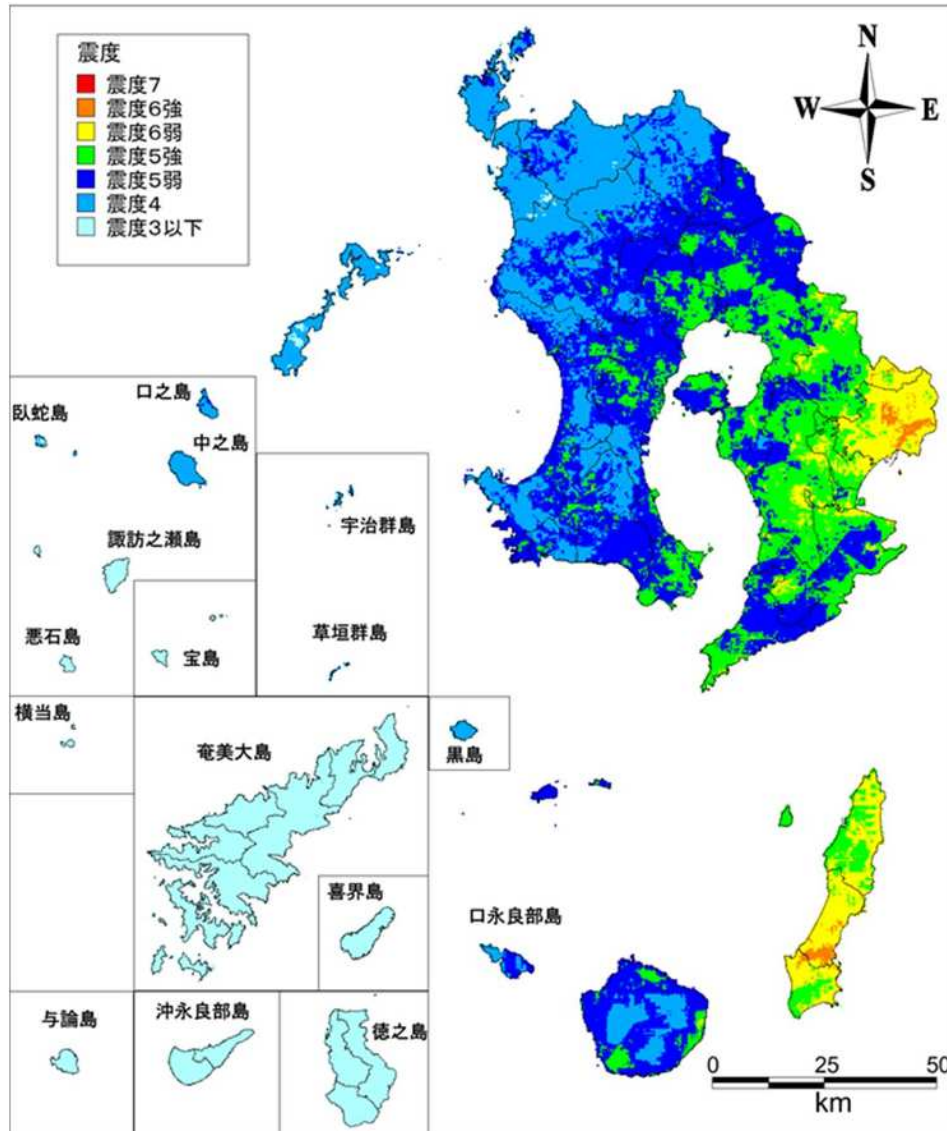 震度
震度7
震度6強
震度6弱
震度5強
震度5弱
震度4
震度3以下
N
W
E
S
口之島
臥蛇島
中之島
宇治群島
諏訪之瀬島
悪石島
宝島
草垣群島
横当島
奄美大島
黒島
喜界島
口永良部島
与論島
沖永良部島
徳之島
0 25 50
km